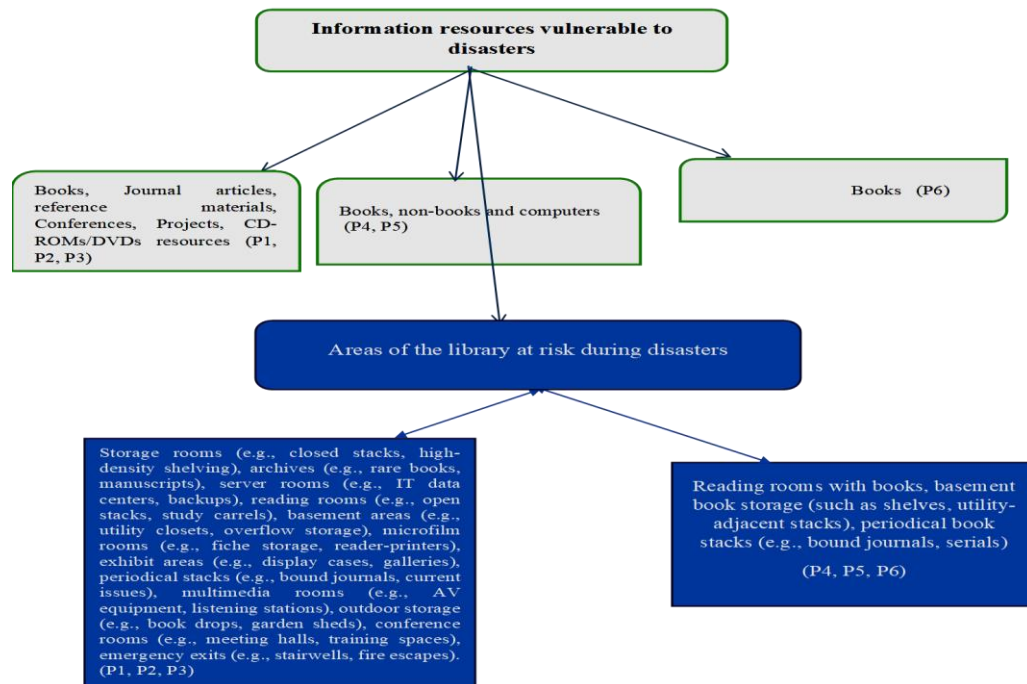 Information resources vulnerable to
disasters
Books, Journal articles,
reference materials,
Conferences, Projects, CD-
ROMs/DVDs resources (P1,
P2, P3)
Books, non-books and computers
(P4, P5)
Books (P6)
Areas of the library at risk during disasters
Storage rooms (e.g., closed stacks, high-
density shelving), archives (e.g., rare books,
manuscripts), server rooms (e.g., IT data
centers, backups), reading rooms (e.g., open
stacks, study carrels), basement areas (e.g.,
utility closets, overflow storage), microfilm
rooms (e.g., fiche storage, reader-printers),
exhibit areas (e.g., display cases, galleries),
periodical stacks (e.g., bound journals, current
issues), multimedia rooms (e.g., AV
equipment, listening stations), outdoor storage
(e.g., book drops, garden sheds), conference
rooms (e.g., meeting halls, training spaces),
emergency exits (e.g., stairwells, fire escapes).
(P1, P2, P3)
Reading rooms with books, basement
book storage (such as shelves, utility-
adjacent stacks), periodical book
stacks (e.g., bound journals, serials)
(P4, P5, P6)